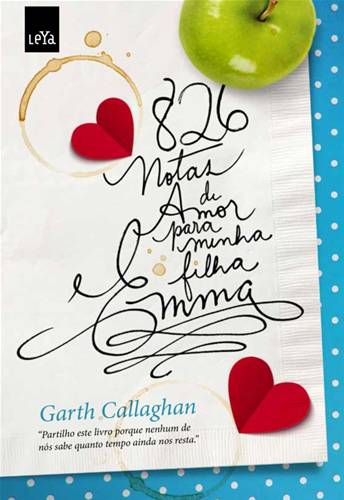 LeYa
826
Notas
de
Amor
para
minha
filha
Emma
Garth Callaghan
“Partilho este livro porque nenhum de
nós sabe quanto tempo ainda nos resta.”